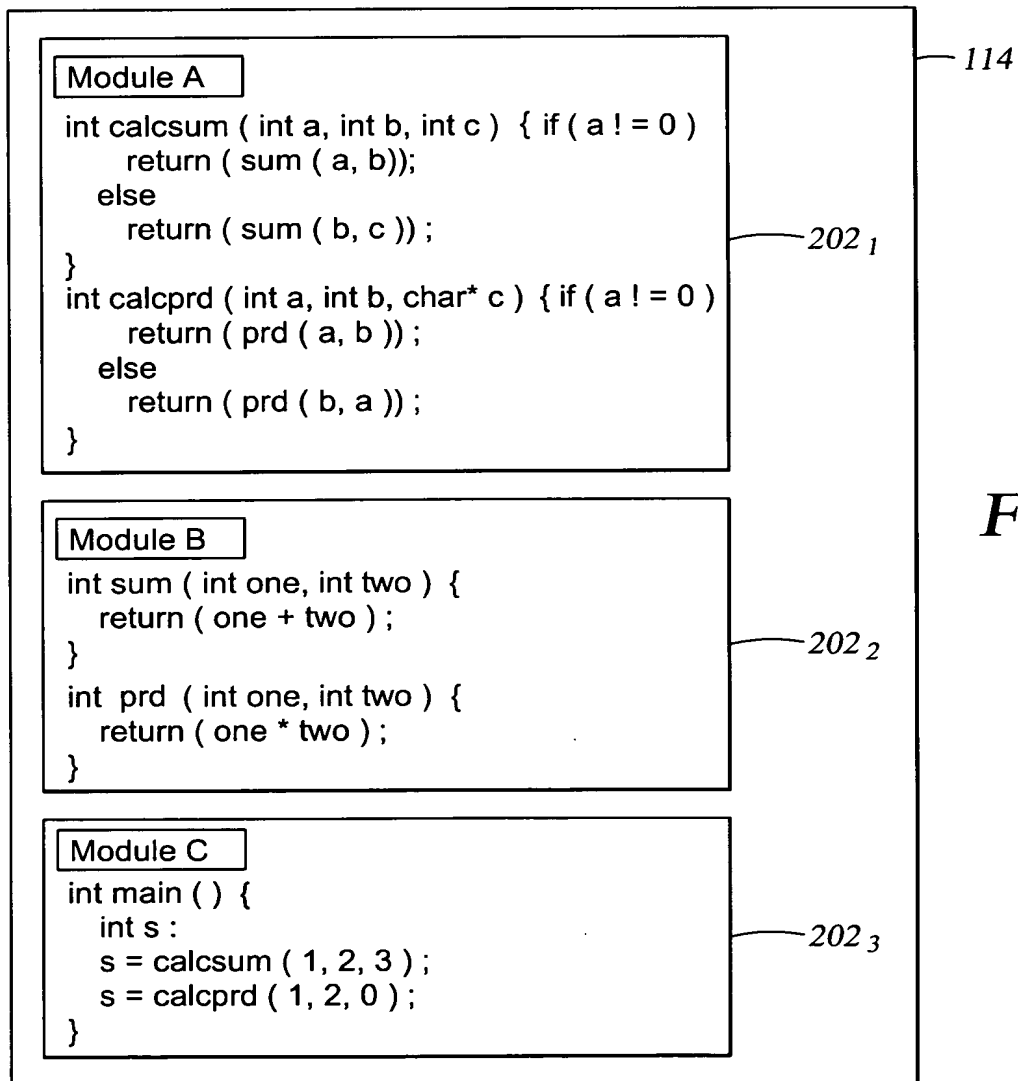 114
Module A
int calcsum ( int a, int b, int c ) { if ( a ! = 0 )
return ( sum ( a, b));
else
return ( sum ( b, c )) ;
}
202 1
int calcprd ( int a, int b, char* c ) { if ( a ! = 0 )
return ( prd ( a, b )) ;
else
return ( prd ( b, a )) ;
}
F
Module B
int sum ( int one, int two ) {
return ( one + two ) ;
}
202 2
int prd ( int one, int two ) {
return ( one * two ) ;
}
Module C
int main ( ) {
int s :
202 3
s = calcsum ( 1, 2, 3 ) ;
s = calcprd ( 1, 2, 0 ) ;
}